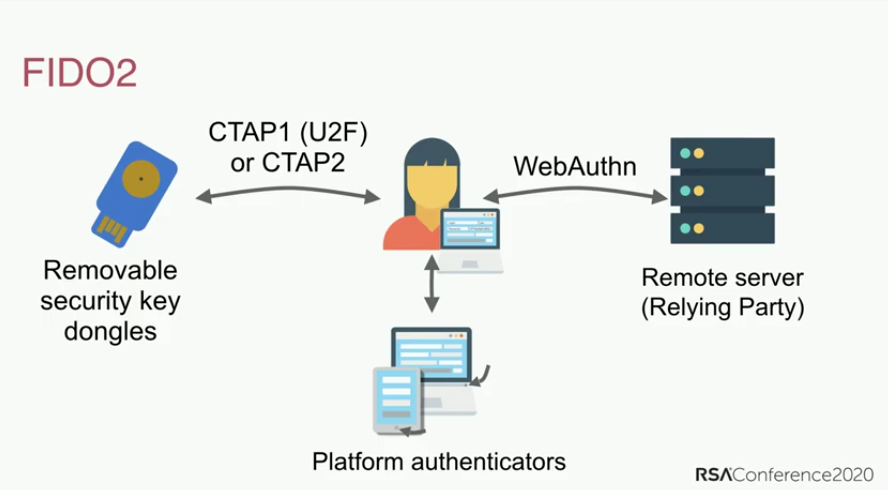 FIDO2
CTAP1 (U2F)
or CTAP2
WebAuthn
Removable
security key
dongles
Remote server
(Relying Party)
Platform authenticators
RSAConference2020